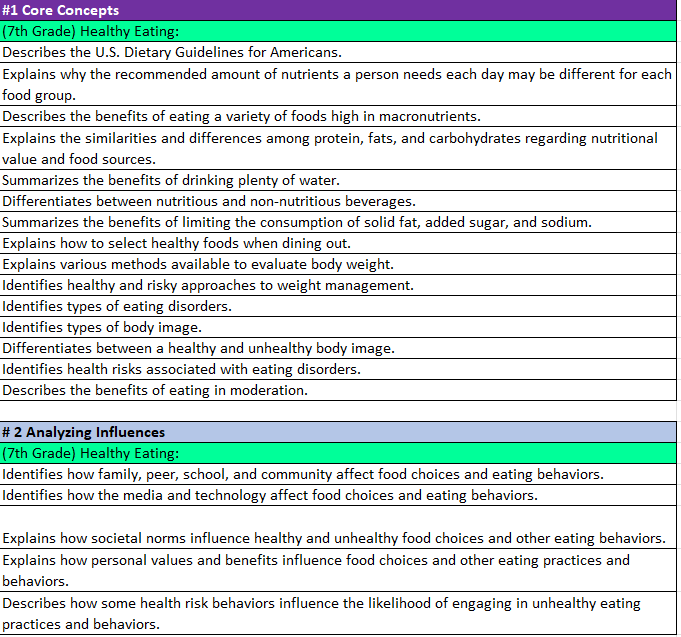 #1 Core Concepts
(7th Grade) Healthy Eating:
Describes the U.S. Dietary Guidelines for Americans.
Explains why the recommended amount of nutrients a person needs each day may be different for each
food group.
Describes the benefits of eating a variety of foods high in macronutrients.
Explains the similarities and differences among protein, fats, and carbohydrates regarding nutritional
value and food sources.
Summarizes the benefits of drinking plenty of water.
Differentiates between nutritious and non-nutritious beverages.
Summarizes the benefits of limiting the consumption of solid fat, added sugar, and sodium.
Explains how to select healthy foods when dining out.
Explains various methods available to evaluate body weight.
Identifies healthy and risky approaches to weight management.
Identifies types of eating disorders.
Identifies types of body image.
Differentiates between a healthy and unhealthy body image.
Identifies health risks associated with eating disorders.
Describes the benefits of eating in moderation.
# 2 Analyzing Influences
(7th Grade) Healthy Eating:
Identifies how family, peer, school, and community affect food choices and eating behaviors.
Identifies how the media and technology affect food choices and eating behaviors.
Explains how societal norms influence healthy and unhealthy food choices and other eating behaviors.
Explains how personal values and benefits influence food choices and other eating practices and
behaviors.
Describes how some health risk behaviors influence the likelihood of engaging in unhealthy eating
practices and behaviors.